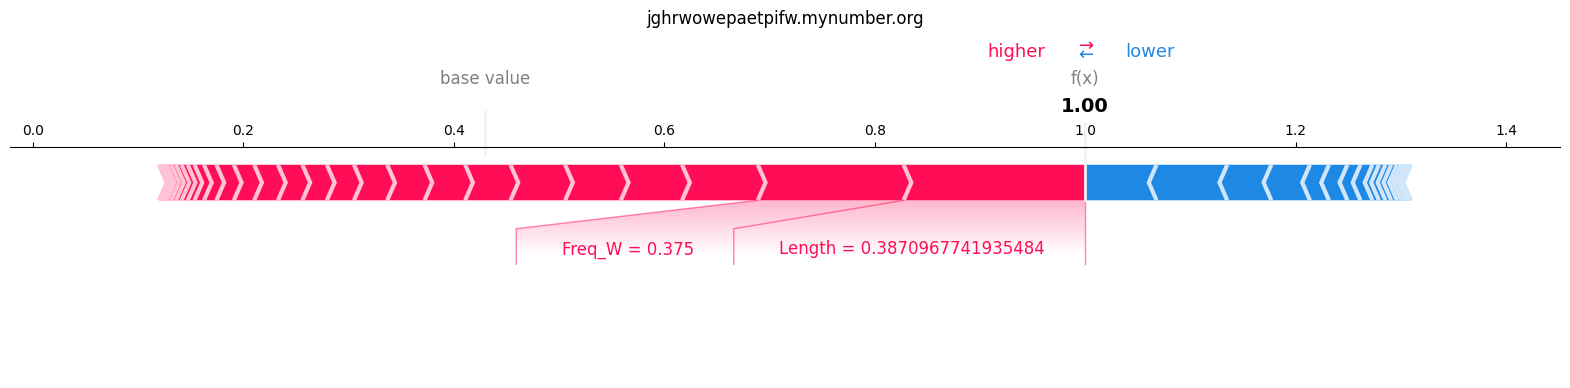 jghrwowepaetpifw.mynumber.org
higher ⇄ lower
base value f(x)
1.00
0.0 0.2 0.4 0.6 0.8 1.0 1.2 1.4
Freq_W = 0.375 Length = 0.3870967741935484